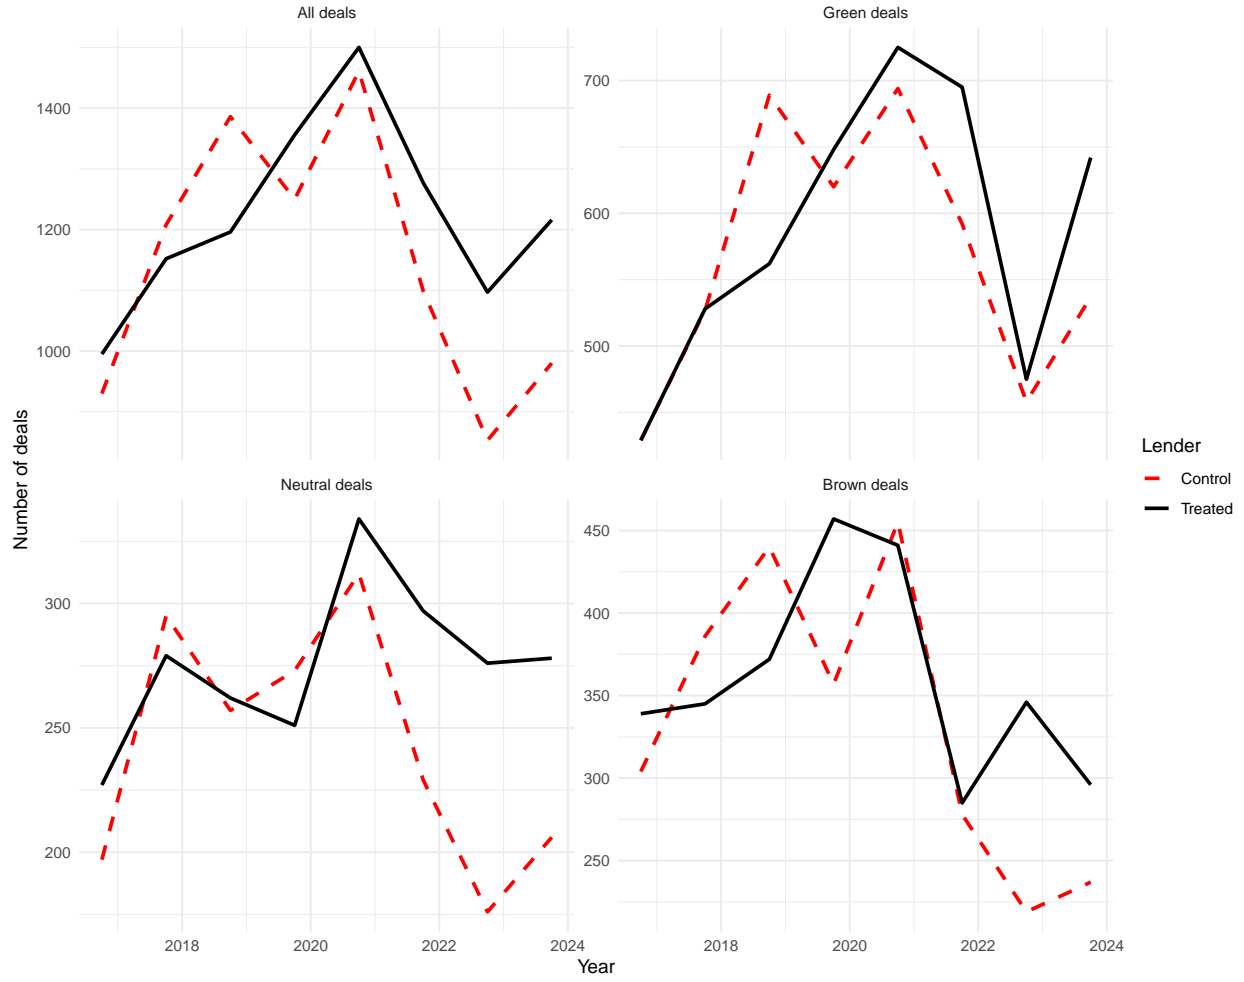 All deals
Green deals
1400
1200
1000
700
600
500
Neutral deals
Brown deals
300
250
200
450
400
350
300
250
2018
2020
2022
2024
2018
2020
2022
2024
Year
Number of deals
Lender
Control
Treated